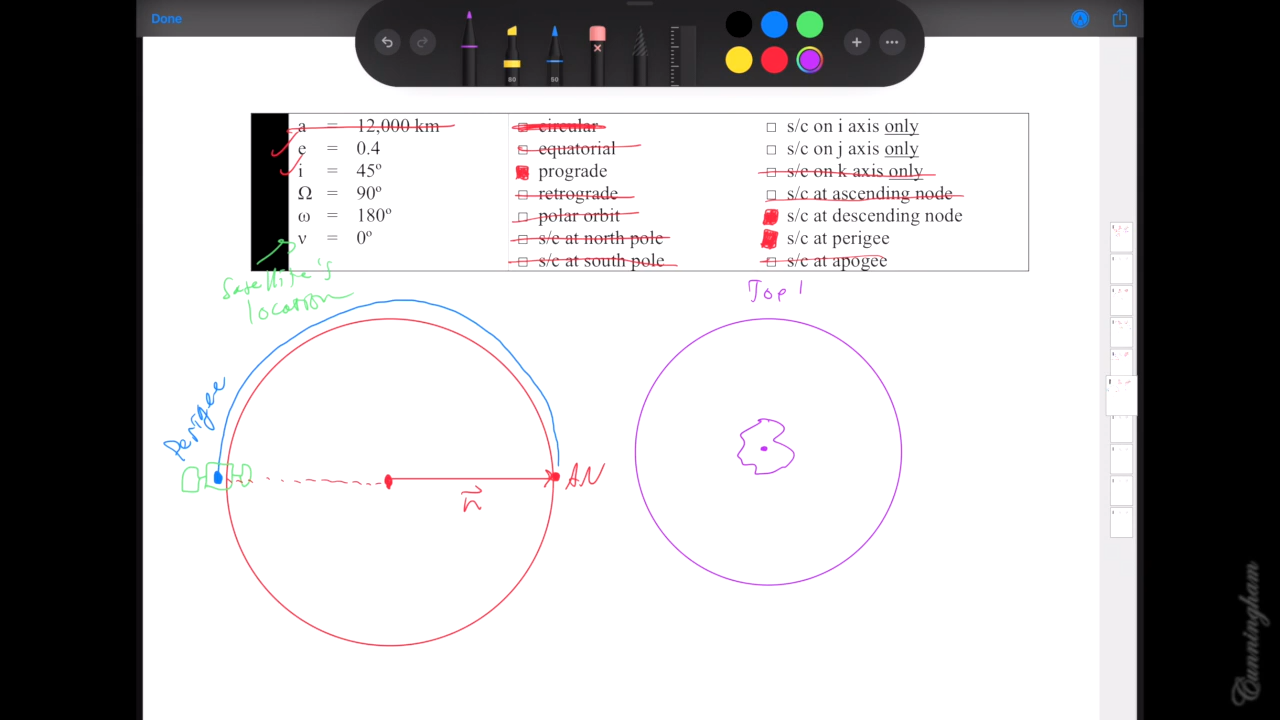 Done
80
50
a = 12,000 km
e = 0.4
i = 45º
Ω = 90º
ω = 180º
ν = 0º
□ circular
□ equatorial
prograde
□ retrograde
□ polar orbit
□ s/c at north pole
□ s/c at south pole
□ s/c on i axis only
□ s/c on j axis only
□ s/c on k axis only
□ s/c at ascending node
s/c at descending node
s/c at perigee
□ s/c at apogee
Satellite's
location
Top
Perigee
n
AN
Cunningham